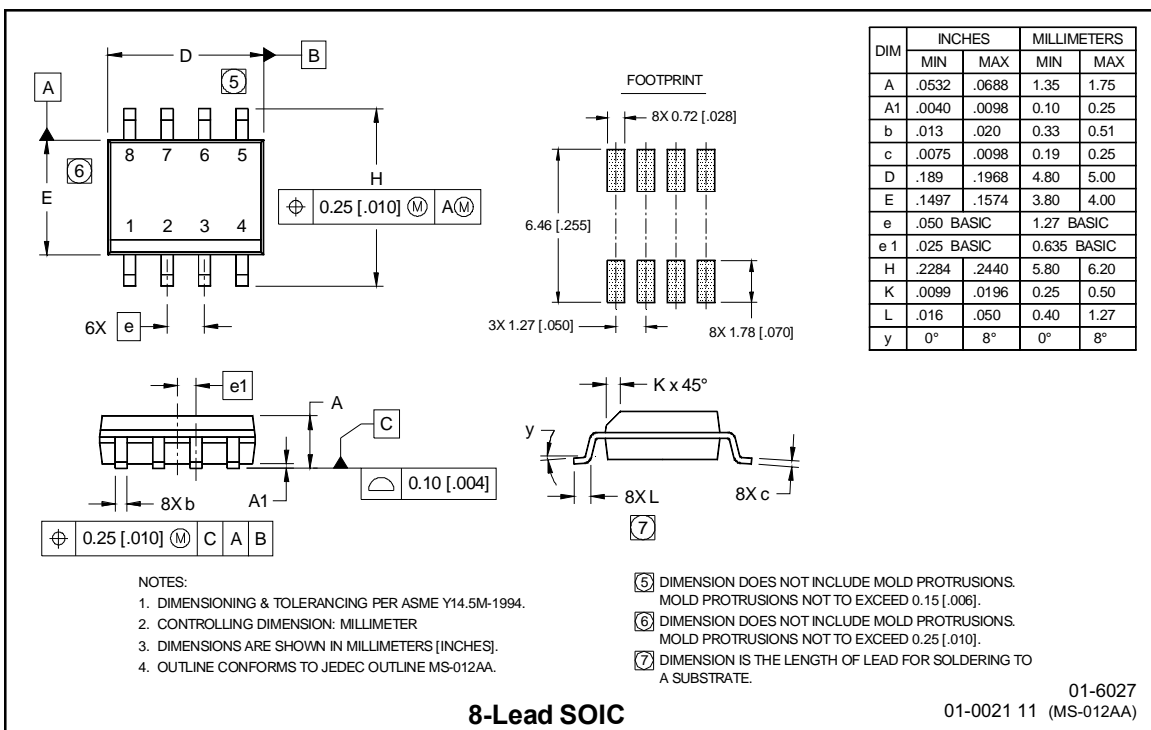 D
B
5
A
8 7 6 5
6
E
H
⌖ 0.25 [.010] Ⓜ A Ⓜ
1 2 3 4
6X e
FOOTPRINT
8X 0.72 [.028]
6.46 [.255]
3X 1.27 [.050]
8X 1.78 [.070]
DIM INCHES MILLIMETERS
MIN MAX MIN MAX
A .0532 .0688 1.35 1.75
A1 .0040 .0098 0.10 0.25
b .013 .020 0.33 0.51
c .0075 .0098 0.19 0.25
D .189 .1968 4.80 5.00
E .1497 .1574 3.80 4.00
e .050 BASIC 1.27 BASIC
e 1 .025 BASIC 0.635 BASIC
H .2284 .2440 5.80 6.20
K .0099 .0196 0.25 0.50
L .016 .050 0.40 1.27
y 0° 8° 0° 8°
e1
A
C
⌓ 0.10 [.004]
8X b
A1
⌖ 0.25 [.010] Ⓜ C A B
K x 45°
y
8X L
7
8X c
NOTES:
1. DIMENSIONING & TOLERANCING PER ASME Y14.5M-1994.
2. CONTROLLING DIMENSION: MILLIMETER
3. DIMENSIONS ARE SHOWN IN MILLIMETERS [INCHES].
4. OUTLINE CONFORMS TO JEDEC OUTLINE MS-012AA.
5 DIMENSION DOES NOT INCLUDE MOLD PROTRUSIONS.
MOLD PROTRUSIONS NOT TO EXCEED 0.15 [.006].
6 DIMENSION DOES NOT INCLUDE MOLD PROTRUSIONS.
MOLD PROTRUSIONS NOT TO EXCEED 0.25 [.010].
7 DIMENSION IS THE LENGTH OF LEAD FOR SOLDERING TO
A SUBSTRATE.
8-Lead SOIC
01-6027
01-0021 11 (MS-012AA)